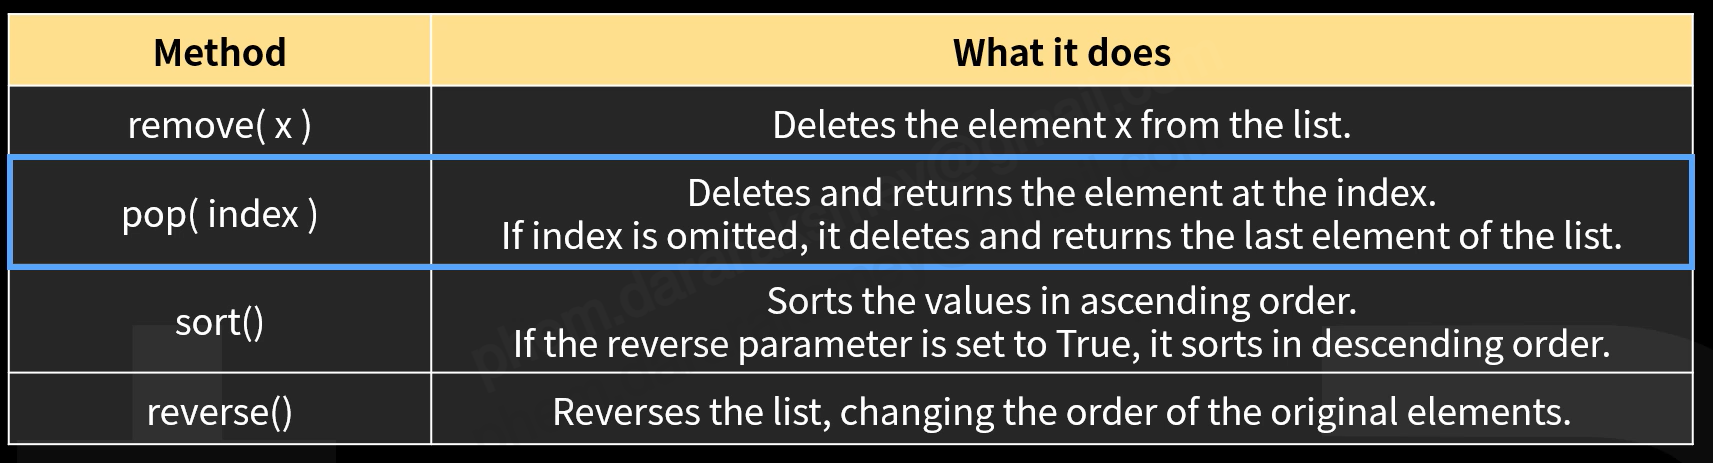 Method
What it does
remove( x )
Deletes the element x from the list.
pop( index )
Deletes and returns the element at the index.
If index is omitted, it deletes and returns the last element of the list.
sort()
Sorts the values in ascending order.
If the reverse parameter is set to True, it sorts in descending order.
reverse()
Reverses the list, changing the order of the original elements.